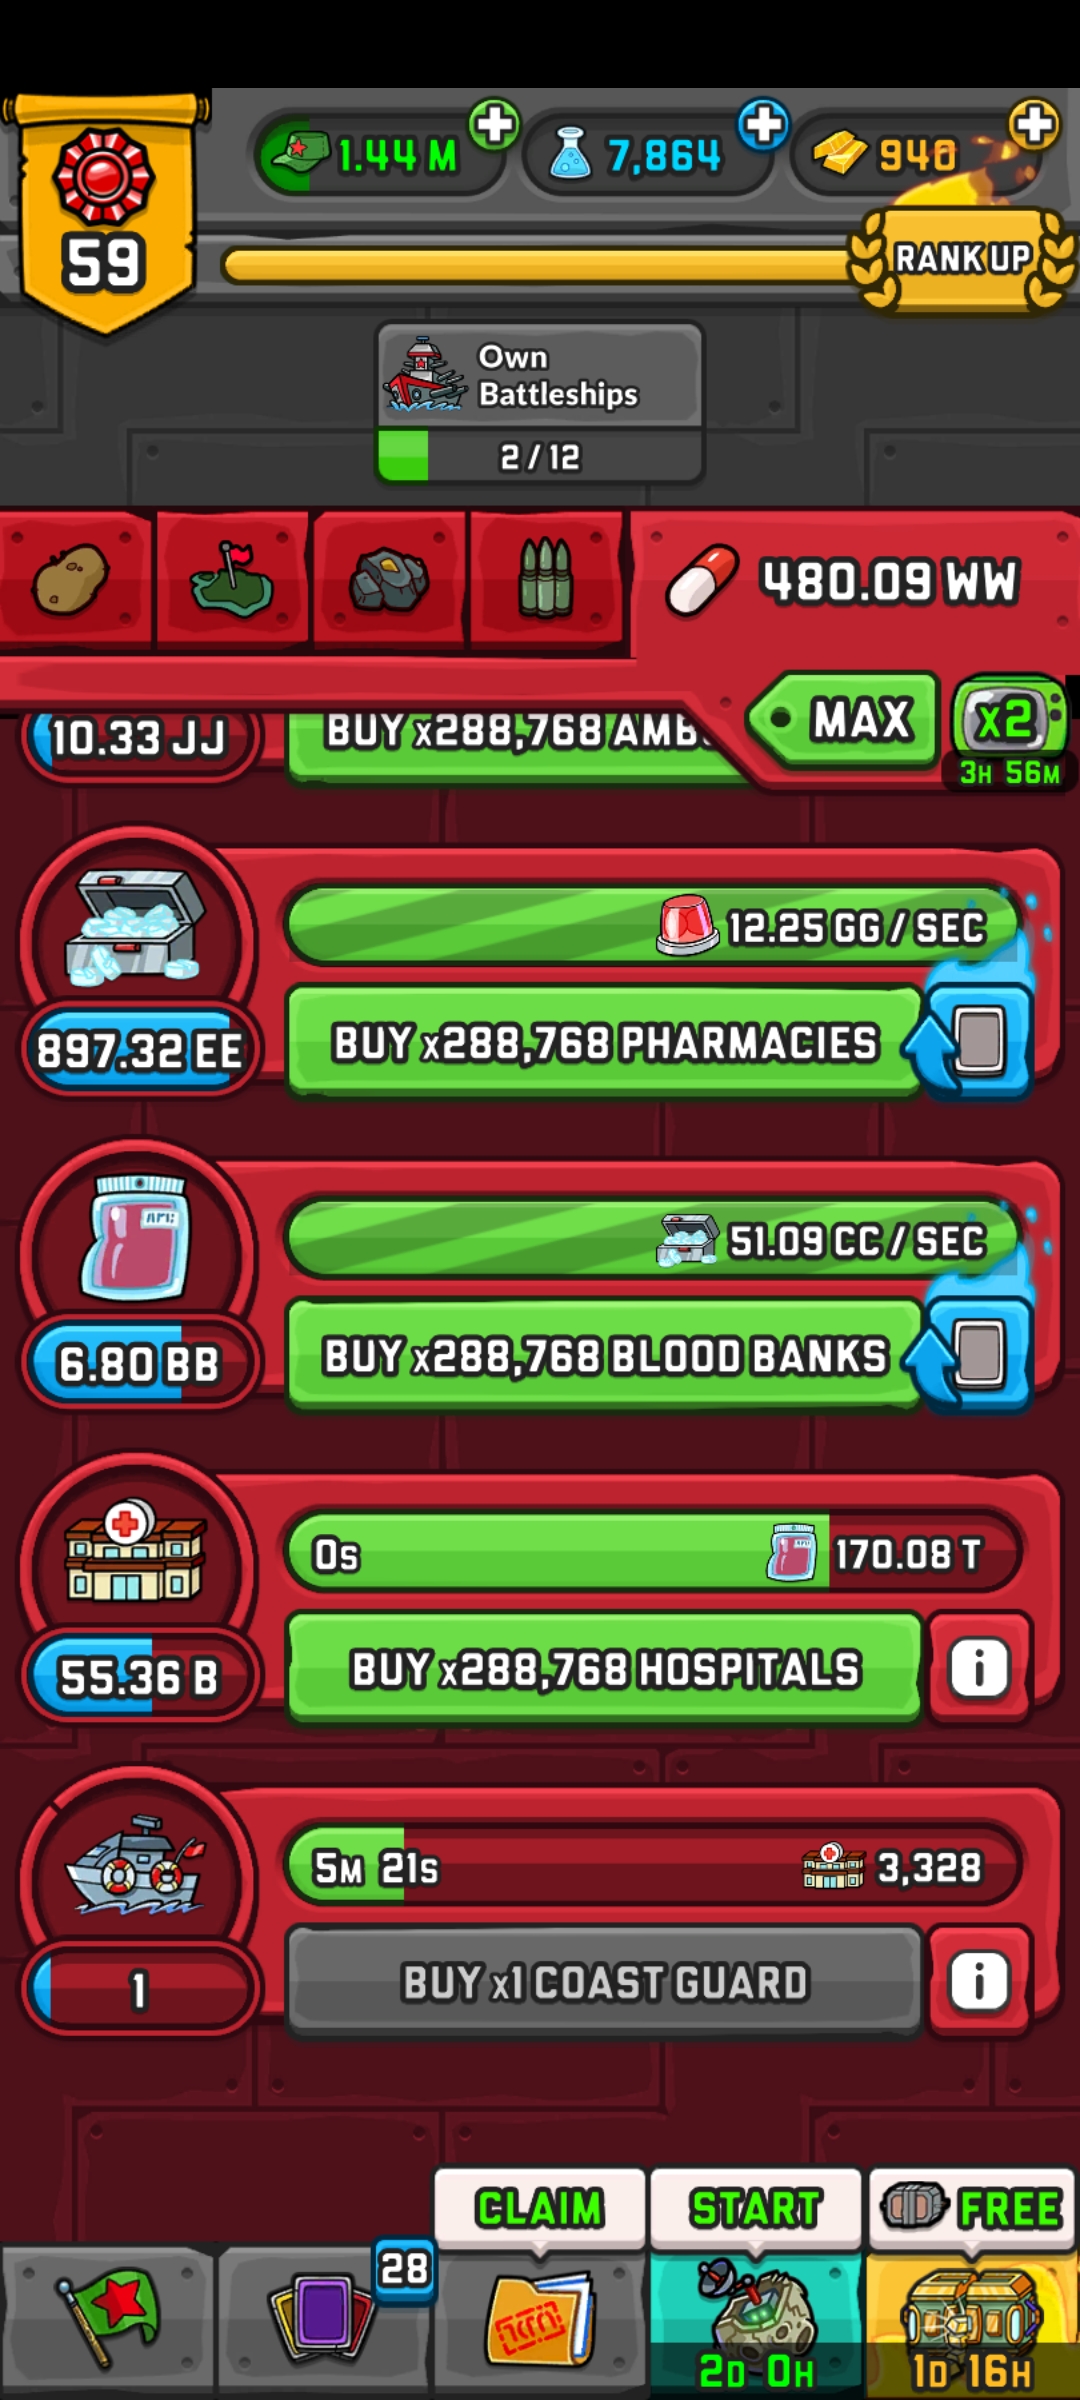 1.44 M
7,864
940
59
RANK UP
Own
Battleships
2 / 12
480.09 WW
MAX
x2
3H 56M
10.33 JJ
BUY x288,768
12.25 GG / SEC
897.32 EE
BUY x288,768 PHARMACIES
51.09 CC / SEC
6.80 BB
BUY x288,768 BLOOD BANKS
0s
170.08 T
55.36 B
BUY x288,768 HOSPITALS
i
5M 21s
3,328
1
BUY x1 COAST GUARD
i
CLAIM
START
FREE
28
2D 0H
1D 16H